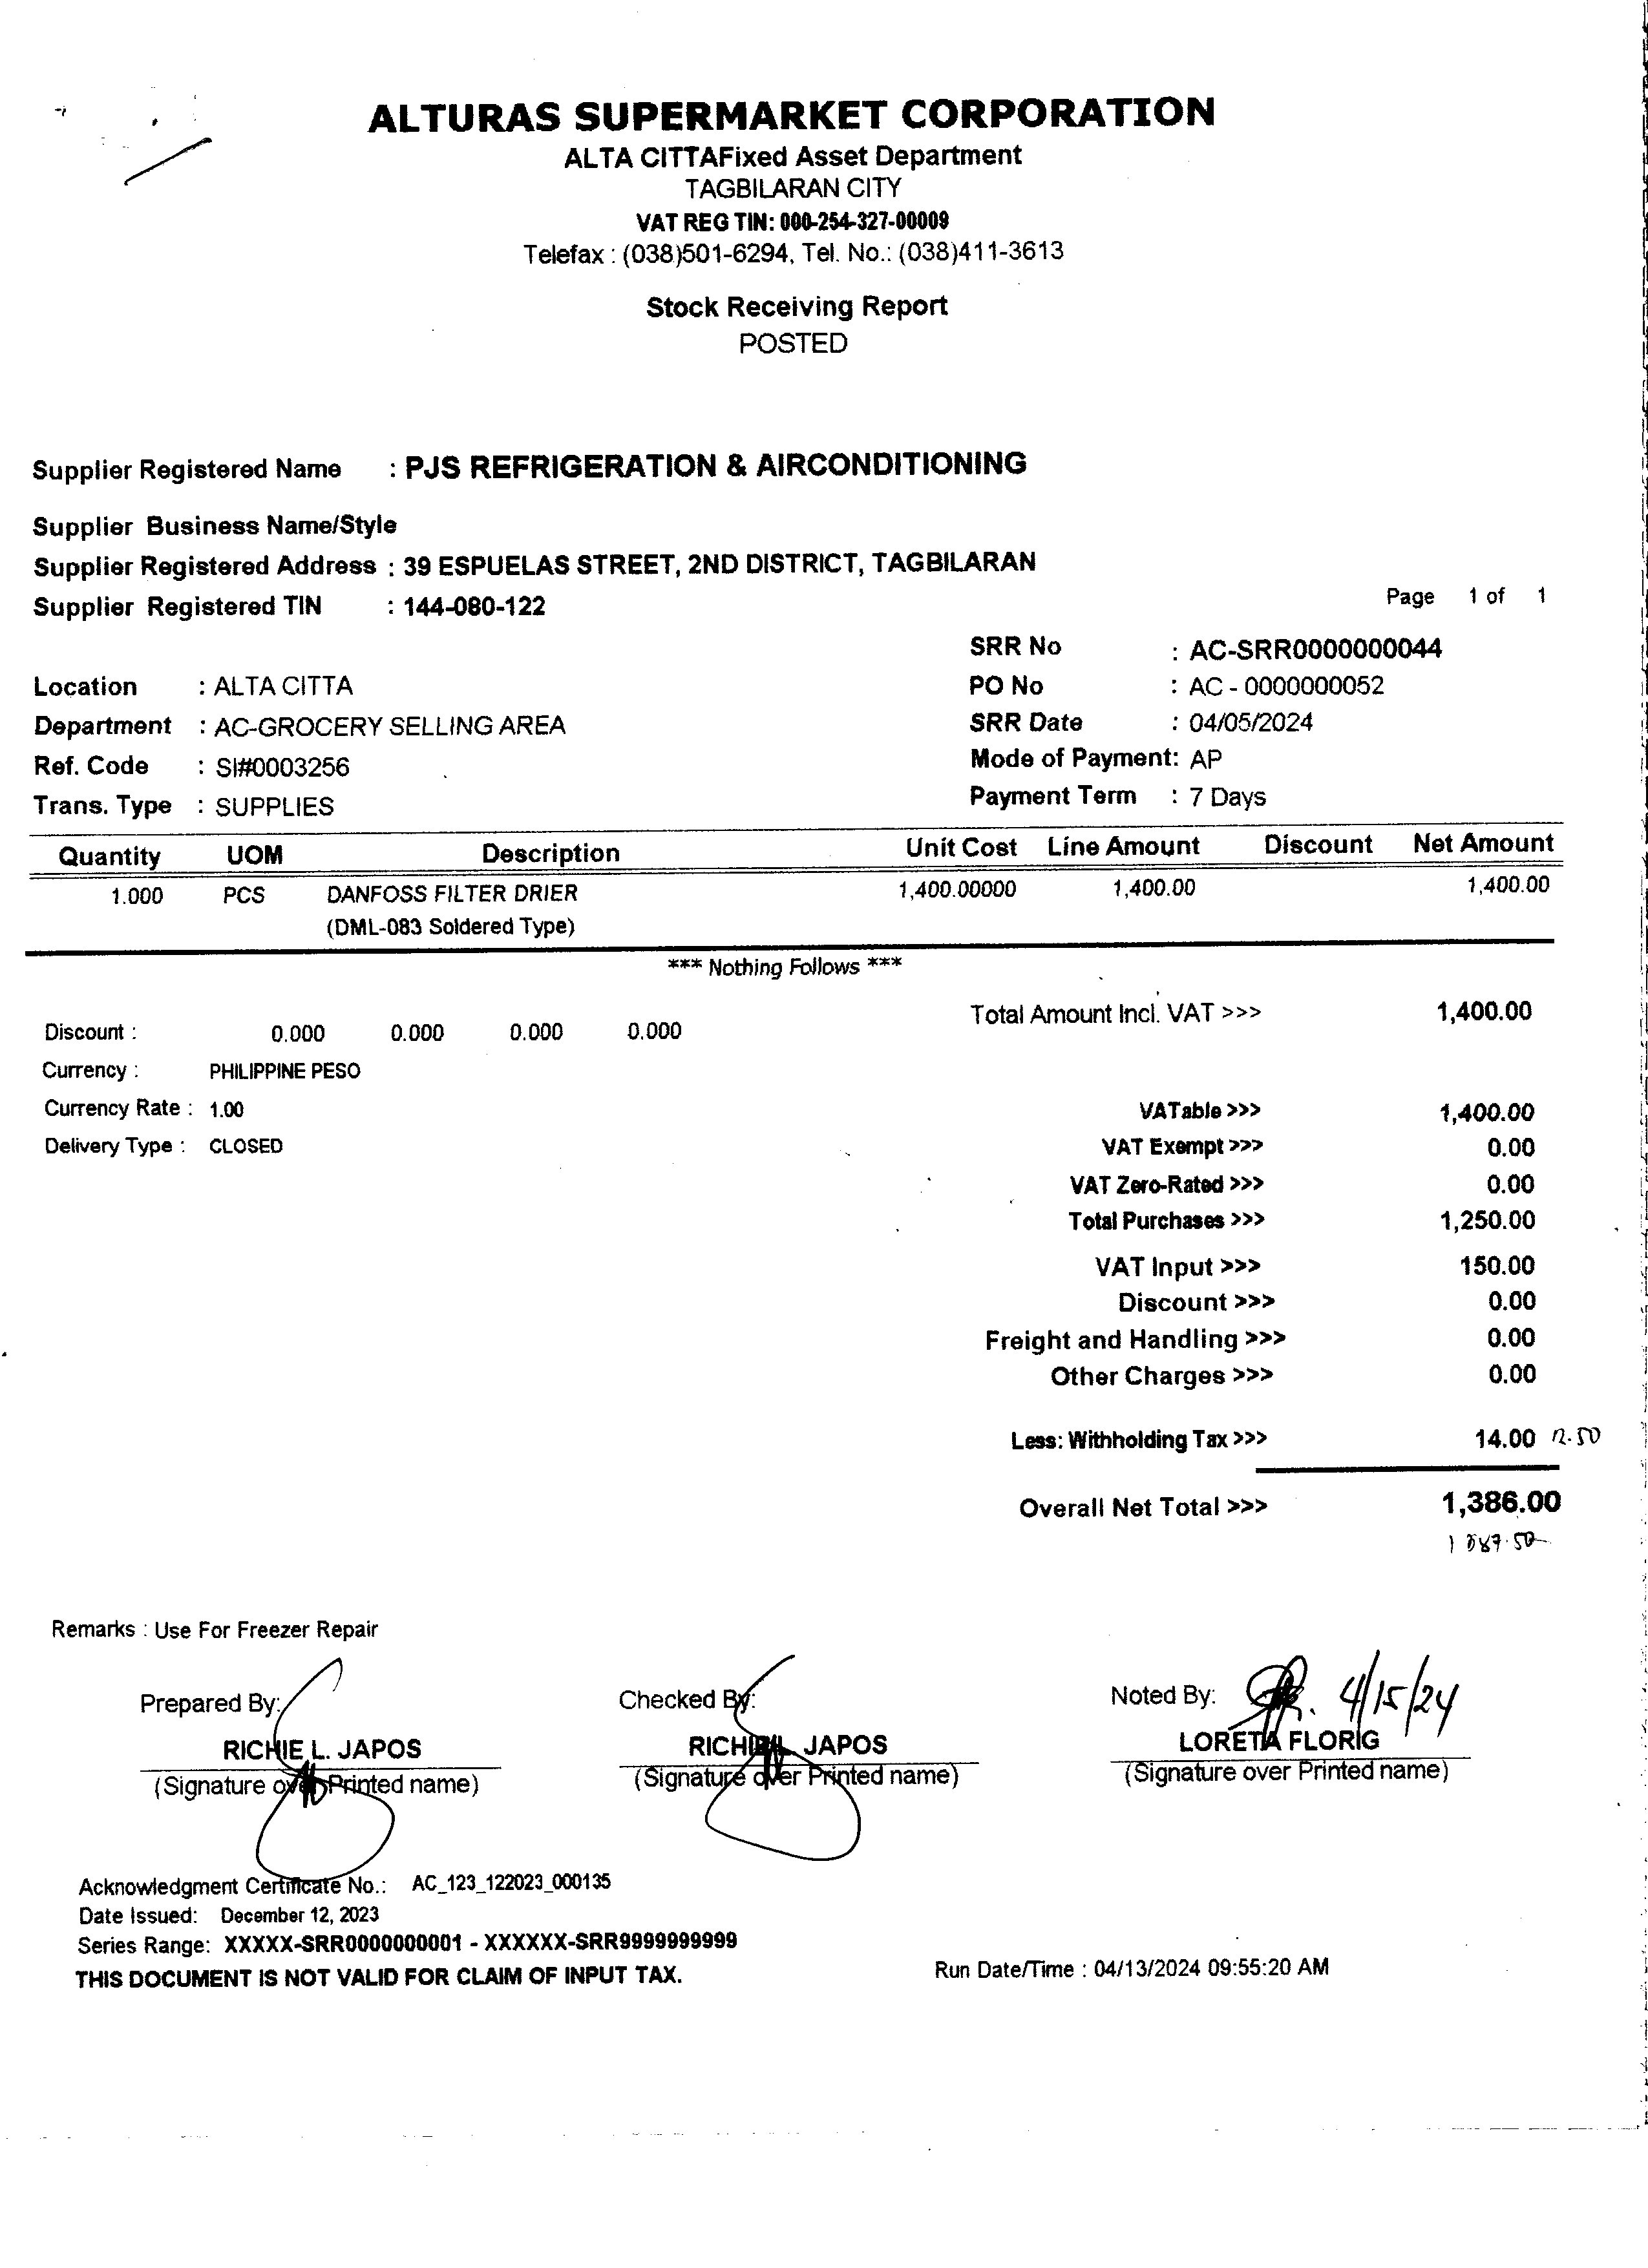 ALTURAS SUPERMARKET CORPORATION
ALTA CITTAFixed Asset Department
TAGBILARAN CITY
VAT REG TIN: 000-254-327-00009
Telefax : (038)501-6294, Tel. No.: (038)411-3613
Stock Receiving Report
POSTED
Supplier Registered Name : PJS REFRIGERATION & AIRCONDITIONING
Supplier Business Name/Style
Supplier Registered Address : 39 ESPUELAS STREET, 2ND DISTRICT, TAGBILARAN
Supplier Registered TIN : 144-080-122
Page 1 of 1
SRR No : AC-SRR0000000044
Location : ALTA CITTA
PO No : AC - 0000000052
Department : AC-GROCERY SELLING AREA
SRR Date : 04/05/2024
Ref. Code : SI#0003256
Mode of Payment: AP
Trans. Type : SUPPLIES
Payment Term : 7 Days
Quantity UOM Description Unit Cost Line Amount Discount Net Amount
1.000 PCS DANFOSS FILTER DRIER 1,400.00000 1,400.00 1,400.00
(DML-083 Soldered Type)
*** Nothing Follows ***
Total Amount Incl. VAT >>> 1,400.00
Discount : 0.000 0.000 0.000 0.000
Currency : PHILIPPINE PESO
Currency Rate : 1.00
VATable >>> 1,400.00
Delivery Type : CLOSED
VAT Exempt >>> 0.00
VAT Zero-Rated >>> 0.00
Total Purchases >>> 1,250.00
VAT Input >>> 150.00
Discount >>> 0.00
Freight and Handling >>> 0.00
Other Charges >>> 0.00
Less: Withholding Tax >>> 14.00 12.50
Overall Net Total >>> 1,386.00
Remarks : Use For Freezer Repair
Prepared By: Checked By: Noted By: 4/15/24
RICHIE L. JAPOS RICHIE L. JAPOS LORETA FLORIG
(Signature over Printed name) (Signature over Printed name) (Signature over Printed name)
Acknowledgment Certificate No.: AC_123_122023_000135
Date Issued: December 12, 2023
Series Range: XXXXX-SRR0000000001 - XXXXXX-SRR9999999999
THIS DOCUMENT IS NOT VALID FOR CLAIM OF INPUT TAX.
Run Date/Time : 04/13/2024 09:55:20 AM